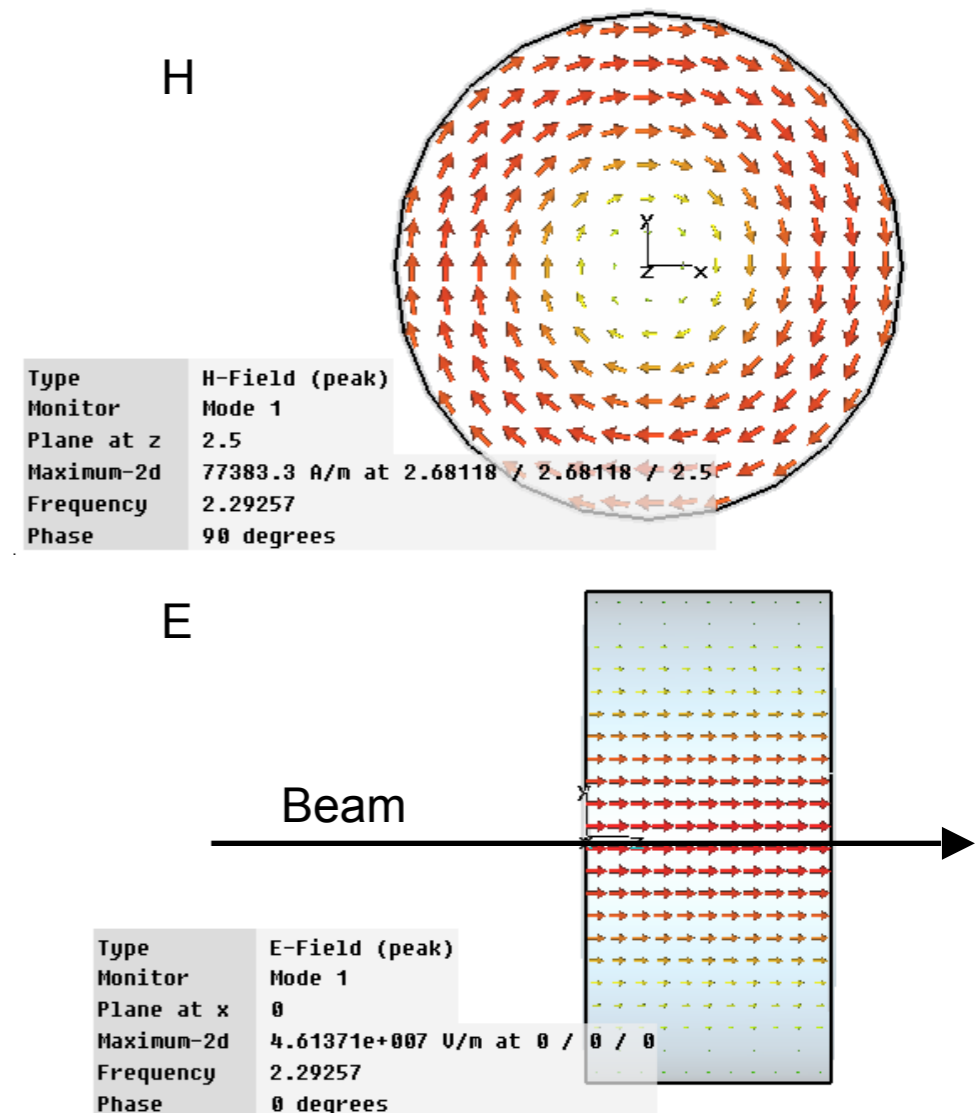 H
y
z x
Type H-Field (peak)
Monitor Mode 1
Plane at z 2.5
Maximum-2d 77383.3 A/m at 2.68118 / 2.68118 / 2.5
Frequency 2.29257
Phase 90 degrees
E
Beam
Type E-Field (peak)
Monitor Mode 1
Plane at x 0
Maximum-2d 4.61371e+007 V/m at 0 / 0 / 0
Frequency 2.29257
Phase 0 degrees